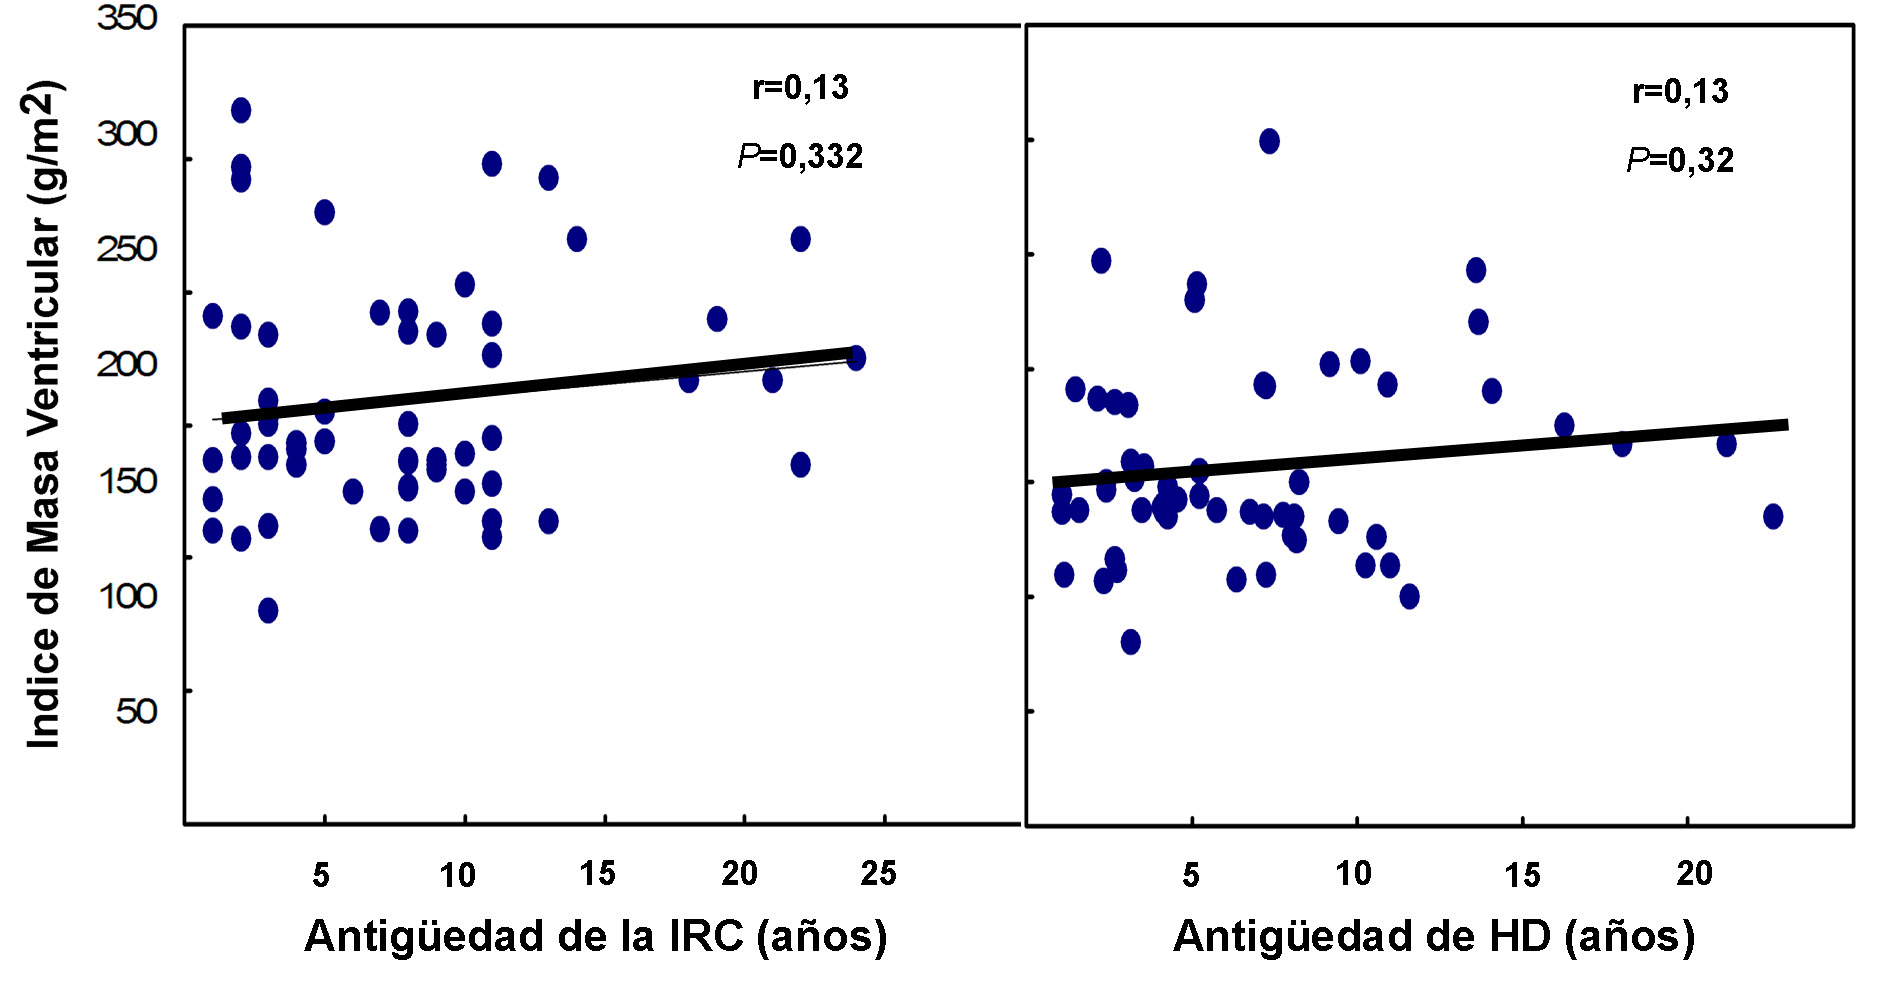 Indice de Masa Ventricular (g/m2)
350
300
250
200
150
100
50
r=0,13
P=0,332
5 10 15 20 25
Antigüedad de la IRC (años)
r=0,13
P=0,32
5 10 15 20
Antigüedad de HD (años)